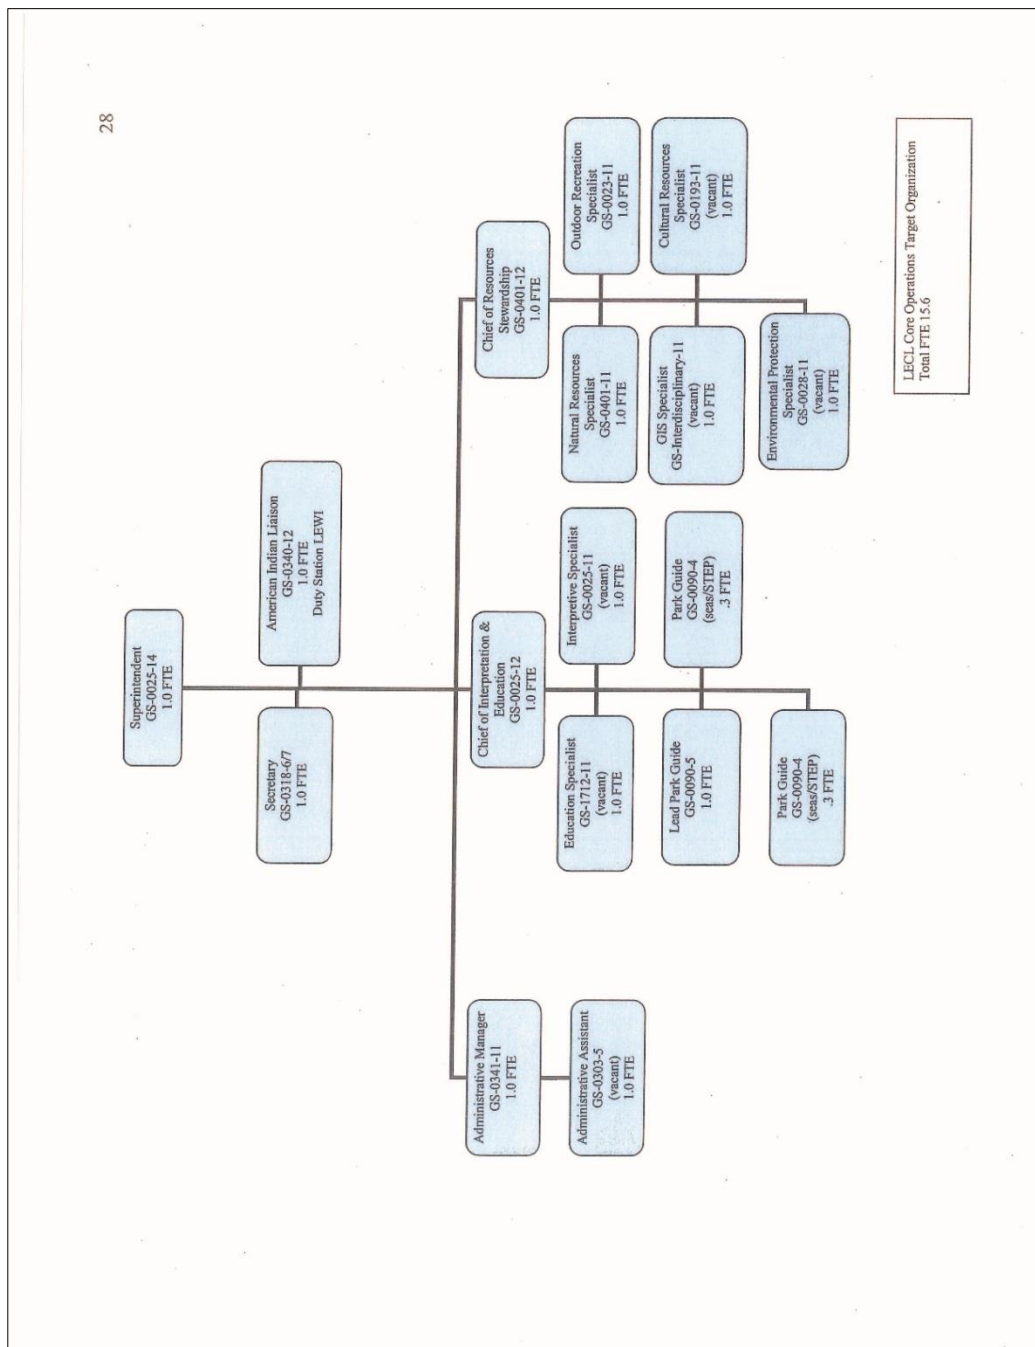 28
Superintendent
GS-0025-14
1.0 FTE
Secretary
GS-0318-6/7
1.0 FTE
American Indian Liaison
GS-0340-12
1.0 FTE
Duty Station LEWI
Administrative Manager
GS-0341-11
1.0 FTE
Administrative Assistant
GS-0303-5
(vacant)
1.0 FTE
Chief of Interpretation &
Education
GS-0025-12
1.0 FTE
Education Specialist
GS-1712-11
(vacant)
1.0 FTE
Interpretive Specialist
GS-0025-11
(vacant)
1.0 FTE
Lead Park Guide
GS-0090-5
1.0 FTE
Park Guide
GS-0090-4
(seas/STEP)
.3 FTE
Park Guide
GS-0090-4
(seas/STEP)
.3 FTE
Chief of Resources
Stewardship
GS-0401-12
1.0 FTE
Natural Resources
Specialist
GS-0401-11
1.0 FTE
Outdoor Recreation
Specialist
GS-0023-11
1.0 FTE
GIS Specialist
GS-Interdisciplinary-11
(vacant)
1.0 FTE
Cultural Resources
Specialist
GS-0193-11
(vacant)
1.0 FTE
Environmental Protection
Specialist
GS-0028-11
(vacant)
1.0 FTE
LECL Core Operations Target Organization
Total FTE 15.6